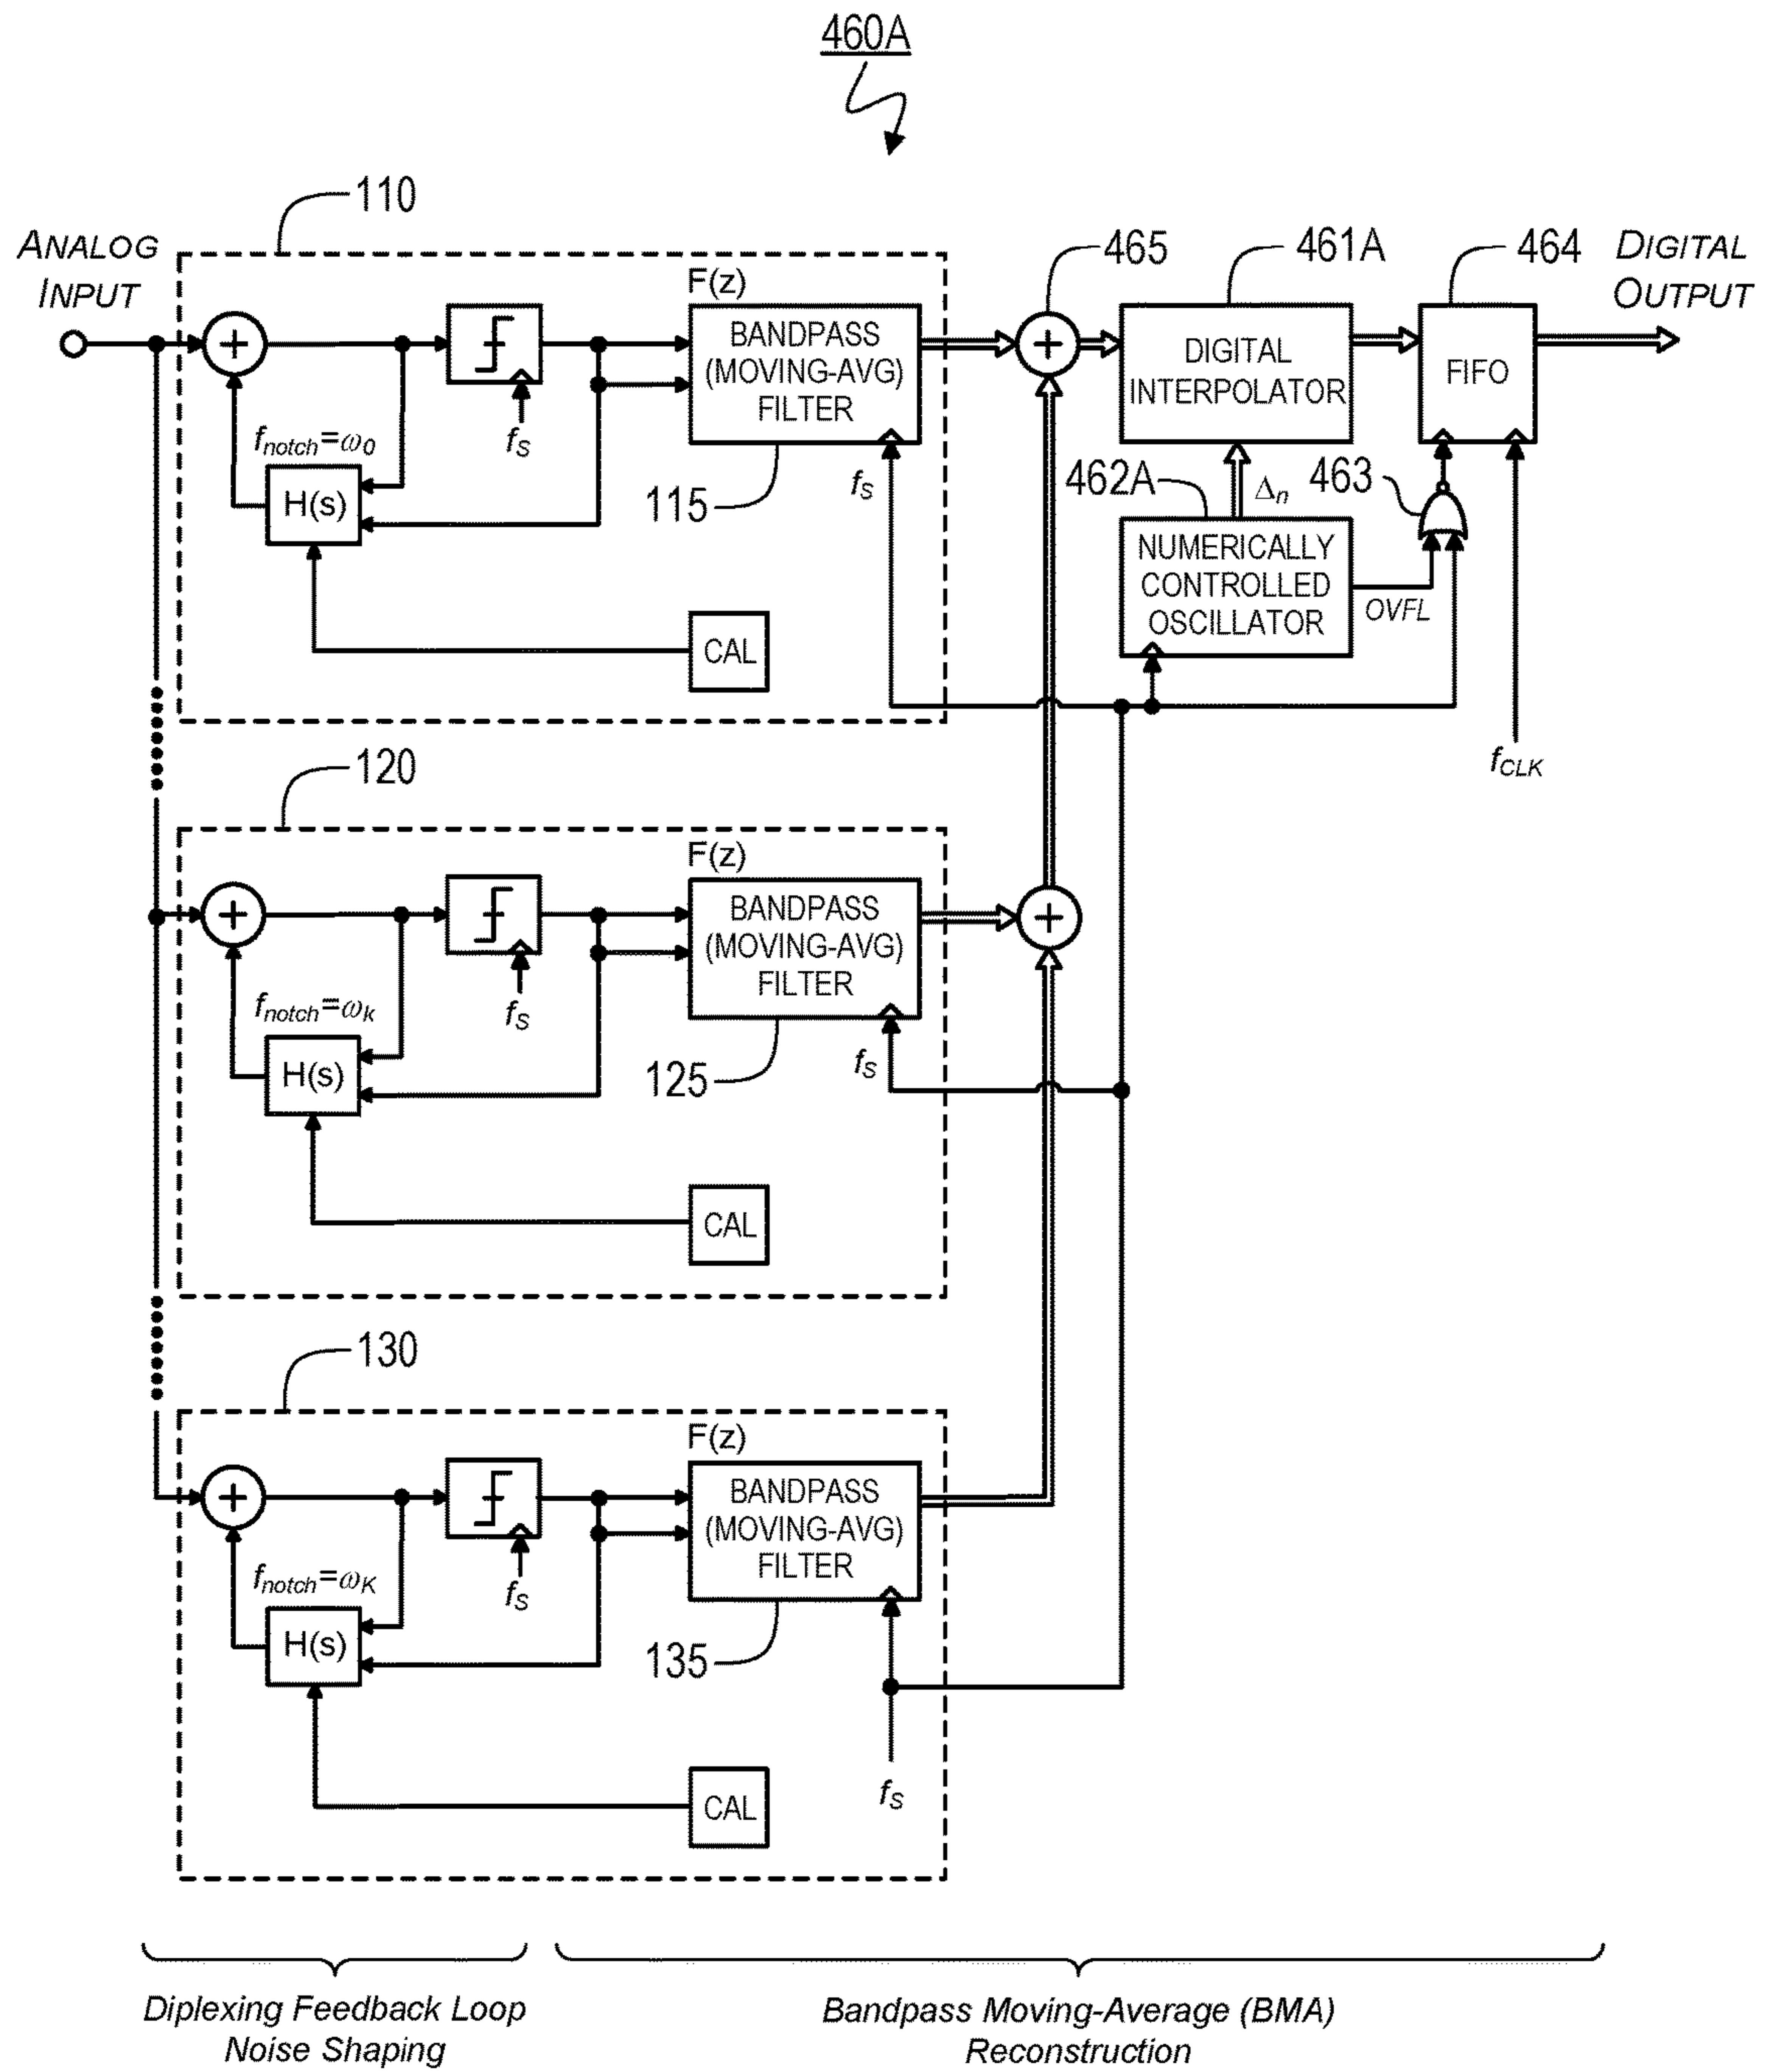 460A
110
ANALOG
INPUT
465
461A
464
DIGITAL
OUTPUT
F(z)
BANDPASS
(MOVING-AVG)
FILTER
DIGITAL
INTERPOLATOR
FIFO
fS
fnotch=ω0
H(s)
115
fS
462A
Δn
463
NUMERICALLY
CONTROLLED
OSCILLATOR
OVFL
CAL
fCLK
120
F(z)
BANDPASS
(MOVING-AVG)
FILTER
fS
fnotch=ωk
H(s)
125
fS
CAL
130
F(z)
BANDPASS
(MOVING-AVG)
FILTER
fS
fnotch=ωK
H(s)
135
CAL
fS
Diplexing Feedback Loop
Noise Shaping
Bandpass Moving-Average (BMA)
Reconstruction